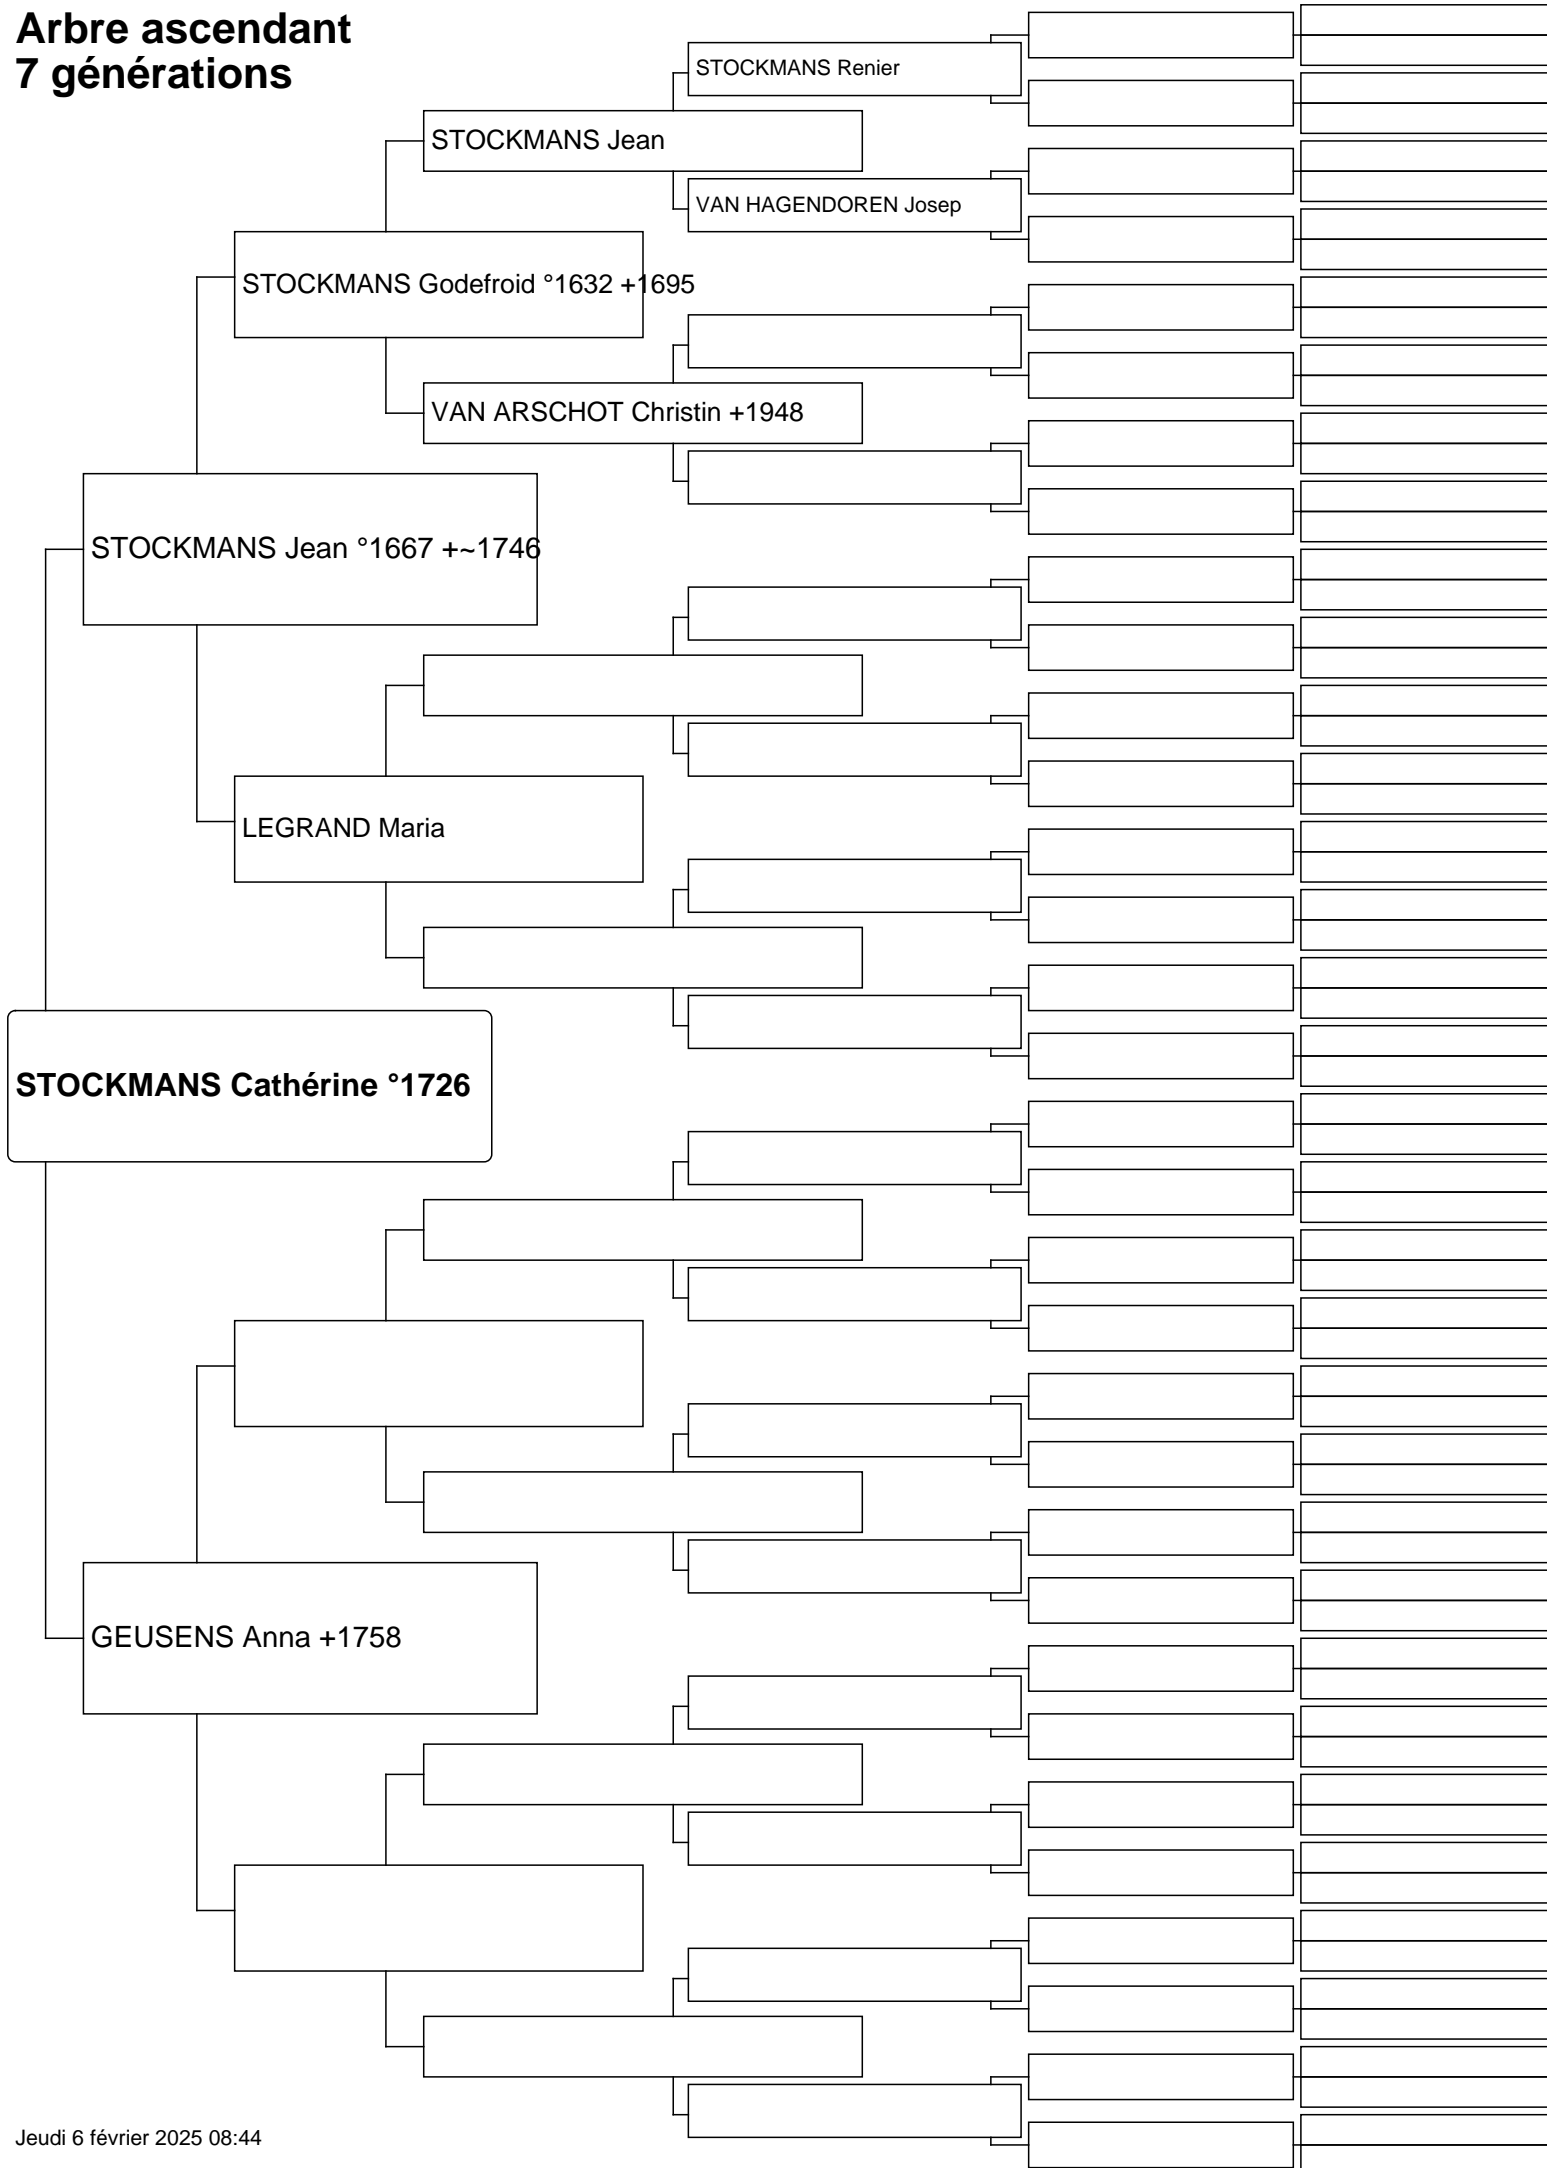 Arbre ascendant
7 générations
STOCKMANS Renier
STOCKMANS Jean
VAN HAGENDOREN Josep
STOCKMANS Godefroid °1632 +1695
VAN ARSCHOT Christin +1948
STOCKMANS Jean °1667 +~1746
LEGRAND Maria
STOCKMANS Cathérine °1726
GEUSENS Anna +1758
Jeudi 6 février 2025 08:44